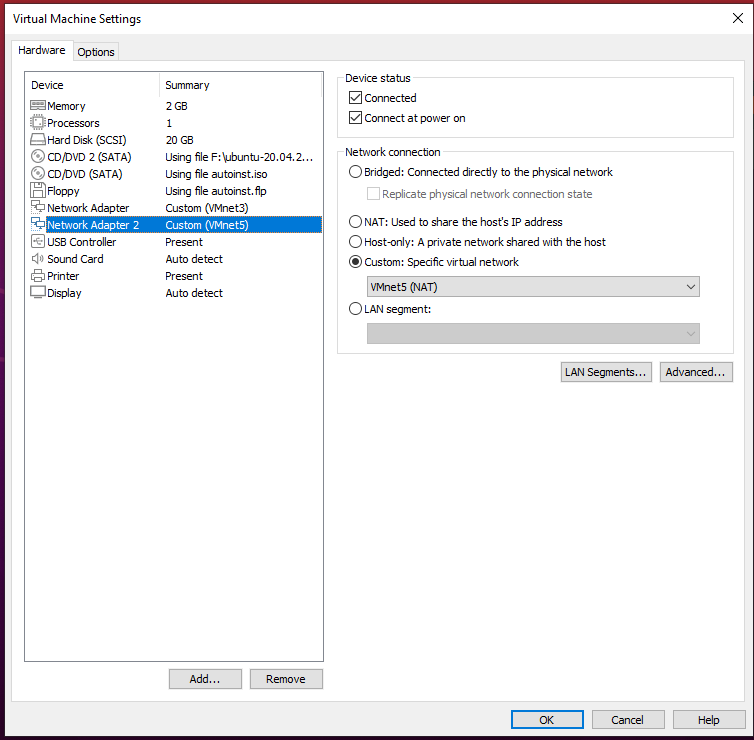 Virtual Machine Settings
Hardware Options
Device Summary
Memory 2 GB
Processors 1
Hard Disk (SCSI) 20 GB
CD/DVD 2 (SATA) Using file F:\ubuntu-20.04.2...
CD/DVD (SATA) Using file autoinst.iso
Floppy Using file autoinst.flp
Network Adapter Custom (VMnet3)
Network Adapter 2 Custom (VMnet5)
USB Controller Present
Sound Card Auto detect
Printer Present
Display Auto detect
Add...
Remove
Device status
Connected
Connect at power on
Network connection
Bridged: Connected directly to the physical network
Replicate physical network connection state
NAT: Used to share the host's IP address
Host-only: A private network shared with the host
Custom: Specific virtual network
VMnet5 (NAT)
LAN segment:
LAN Segments...
Advanced...
OK
Cancel
Help